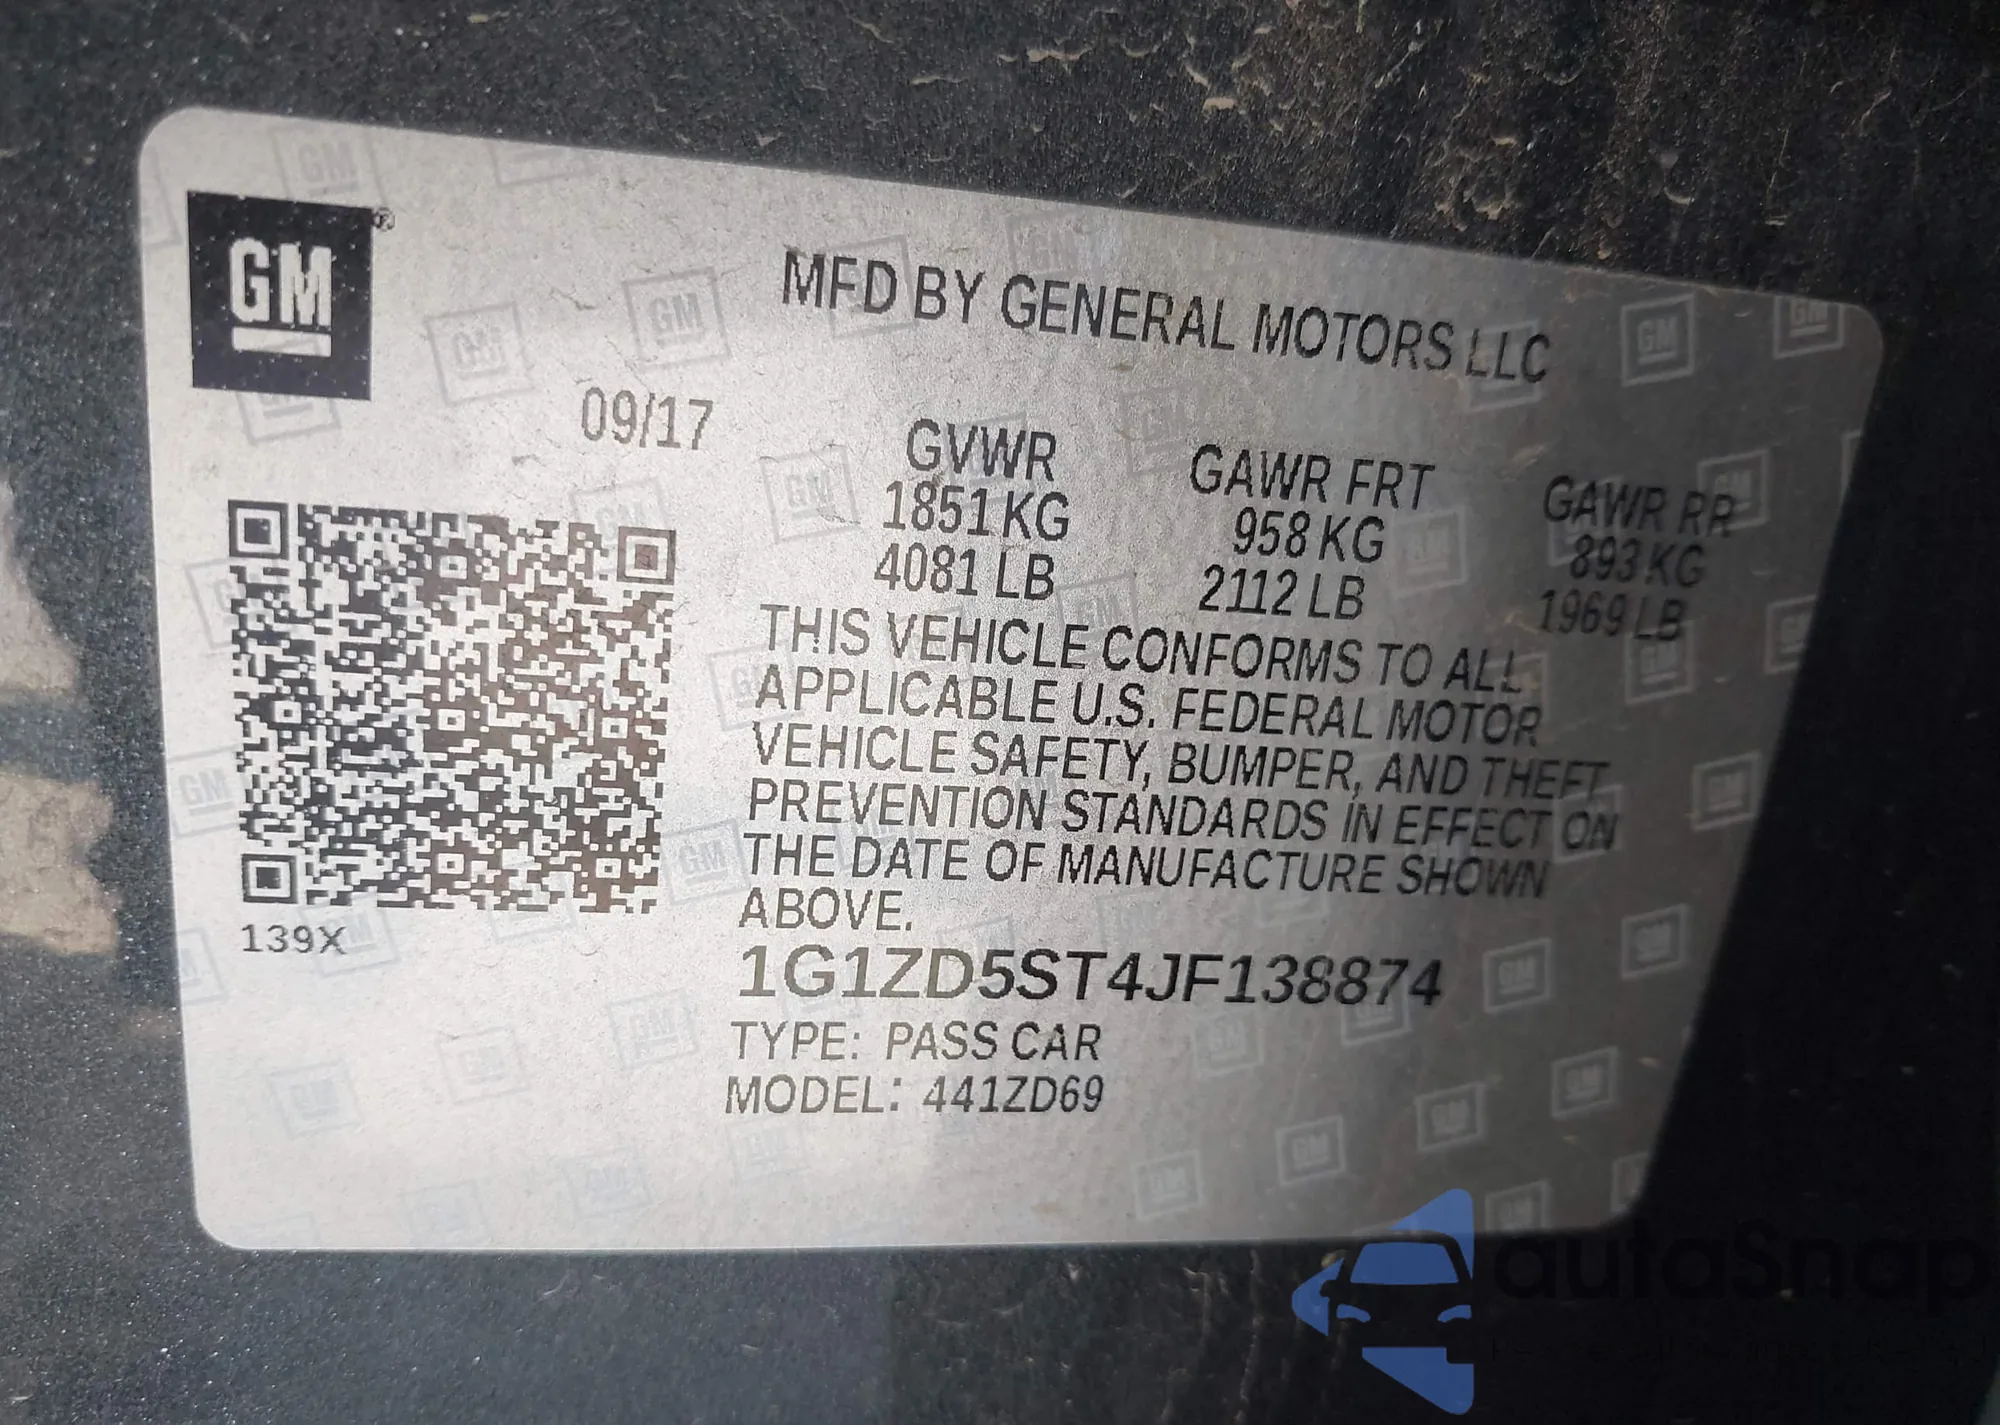 GM
MFD BY GENERAL MOTORS LLC
09/17
GVWR GAWR FRT GAWR RR
1851 KG 958 KG 893 KG
4081 LB 2112 LB 1969 LB
THIS VEHICLE CONFORMS TO ALL
APPLICABLE U.S. FEDERAL MOTOR
VEHICLE SAFETY, BUMPER, AND THEFT
PREVENTION STANDARDS IN EFFECT ON
THE DATE OF MANUFACTURE SHOWN
ABOVE.
139X
1G1ZD5ST4JF138874
TYPE: PASS CAR
MODEL: 441ZD69
autoSnap